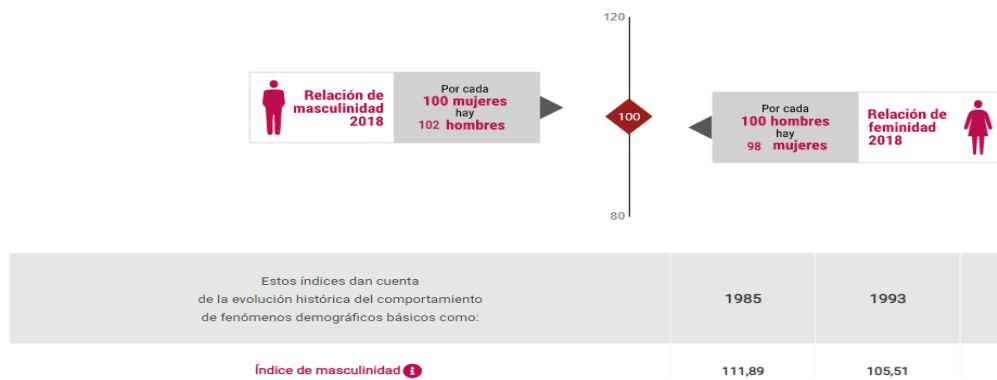 120
Relación de
masculinidad
2018
Por cada
100 mujeres
hay
102 hombres
100
Por cada
100 hombres
hay
98 mujeres
Relación de
feminidad
2018
80
Estos índices dan cuenta
de la evolución histórica del comportamiento
de fenómenos demográficos básicos como:
1985
1993
Índice de masculinidad i
111,89
105,51